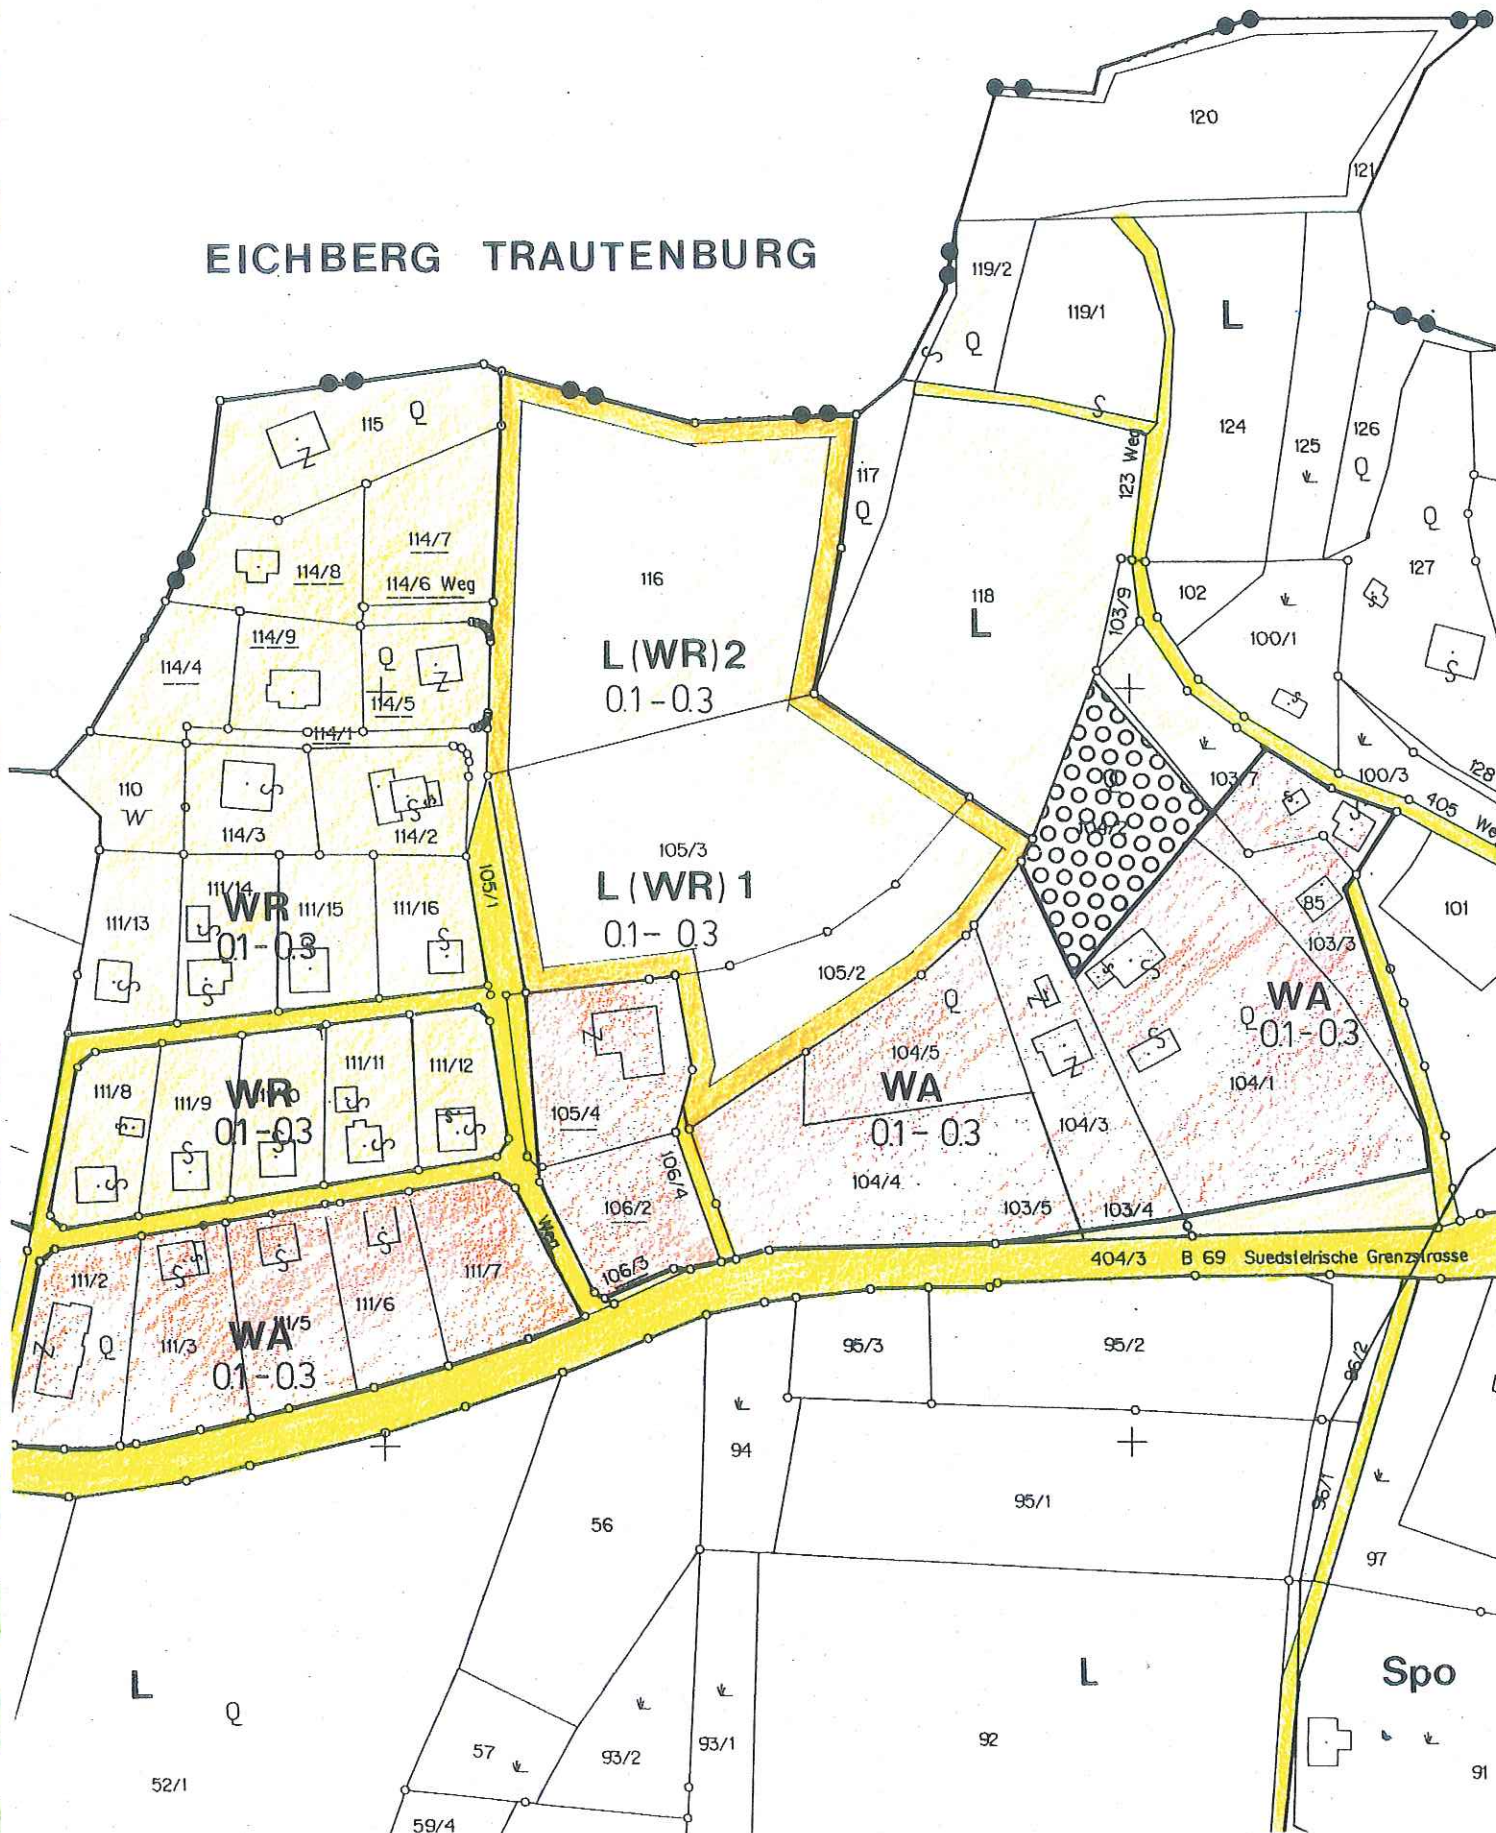 120
121
EICHBERG TRAUTENBURG
119/2
119/1
L
Q
S
S
115
Q
Z
124
125
126
Q
117
Q
123 Weg
Q
114/7
114/8
114/6 Weg
116
118
L
103/9
102
127
S
100/1
114/9
Q
114/4
Z
114/5
L(WR)2
0.1-0.3
S
S
114/1
110
W
S
114/3
S
114/2
Q
103/7
100/3
128
405
S
S
105/3
L(WR)1
0.1-0.3
105/1
111/14
WR
0.1-0.3
111/13
111/15
111/16
S
S
S
S
85
101
103/3
105/2
Q
Z
S
S
WA
0.1-0.3
Q
S
104/5
WA
0.1-0.3
Z
104/1
Z
105/4
111/8
111/9
WR
0.1-0.3
111/11
111/12
S
S
S
S
S
S
S
104/3
106/4
104/4
103/5
103/4
106/2
Weg
106/3
404/3 B 69 Suedsteirische Grenzstrasse
111/2
S
S
S
S
111/7
111/6
Z
Q
111/3
WA
0.1-0.3
95/3
95/2
96/2
94
95/1
96/1
56
97
L
Q
L
Spo
57
93/2
93/1
92
91
52/1
59/4